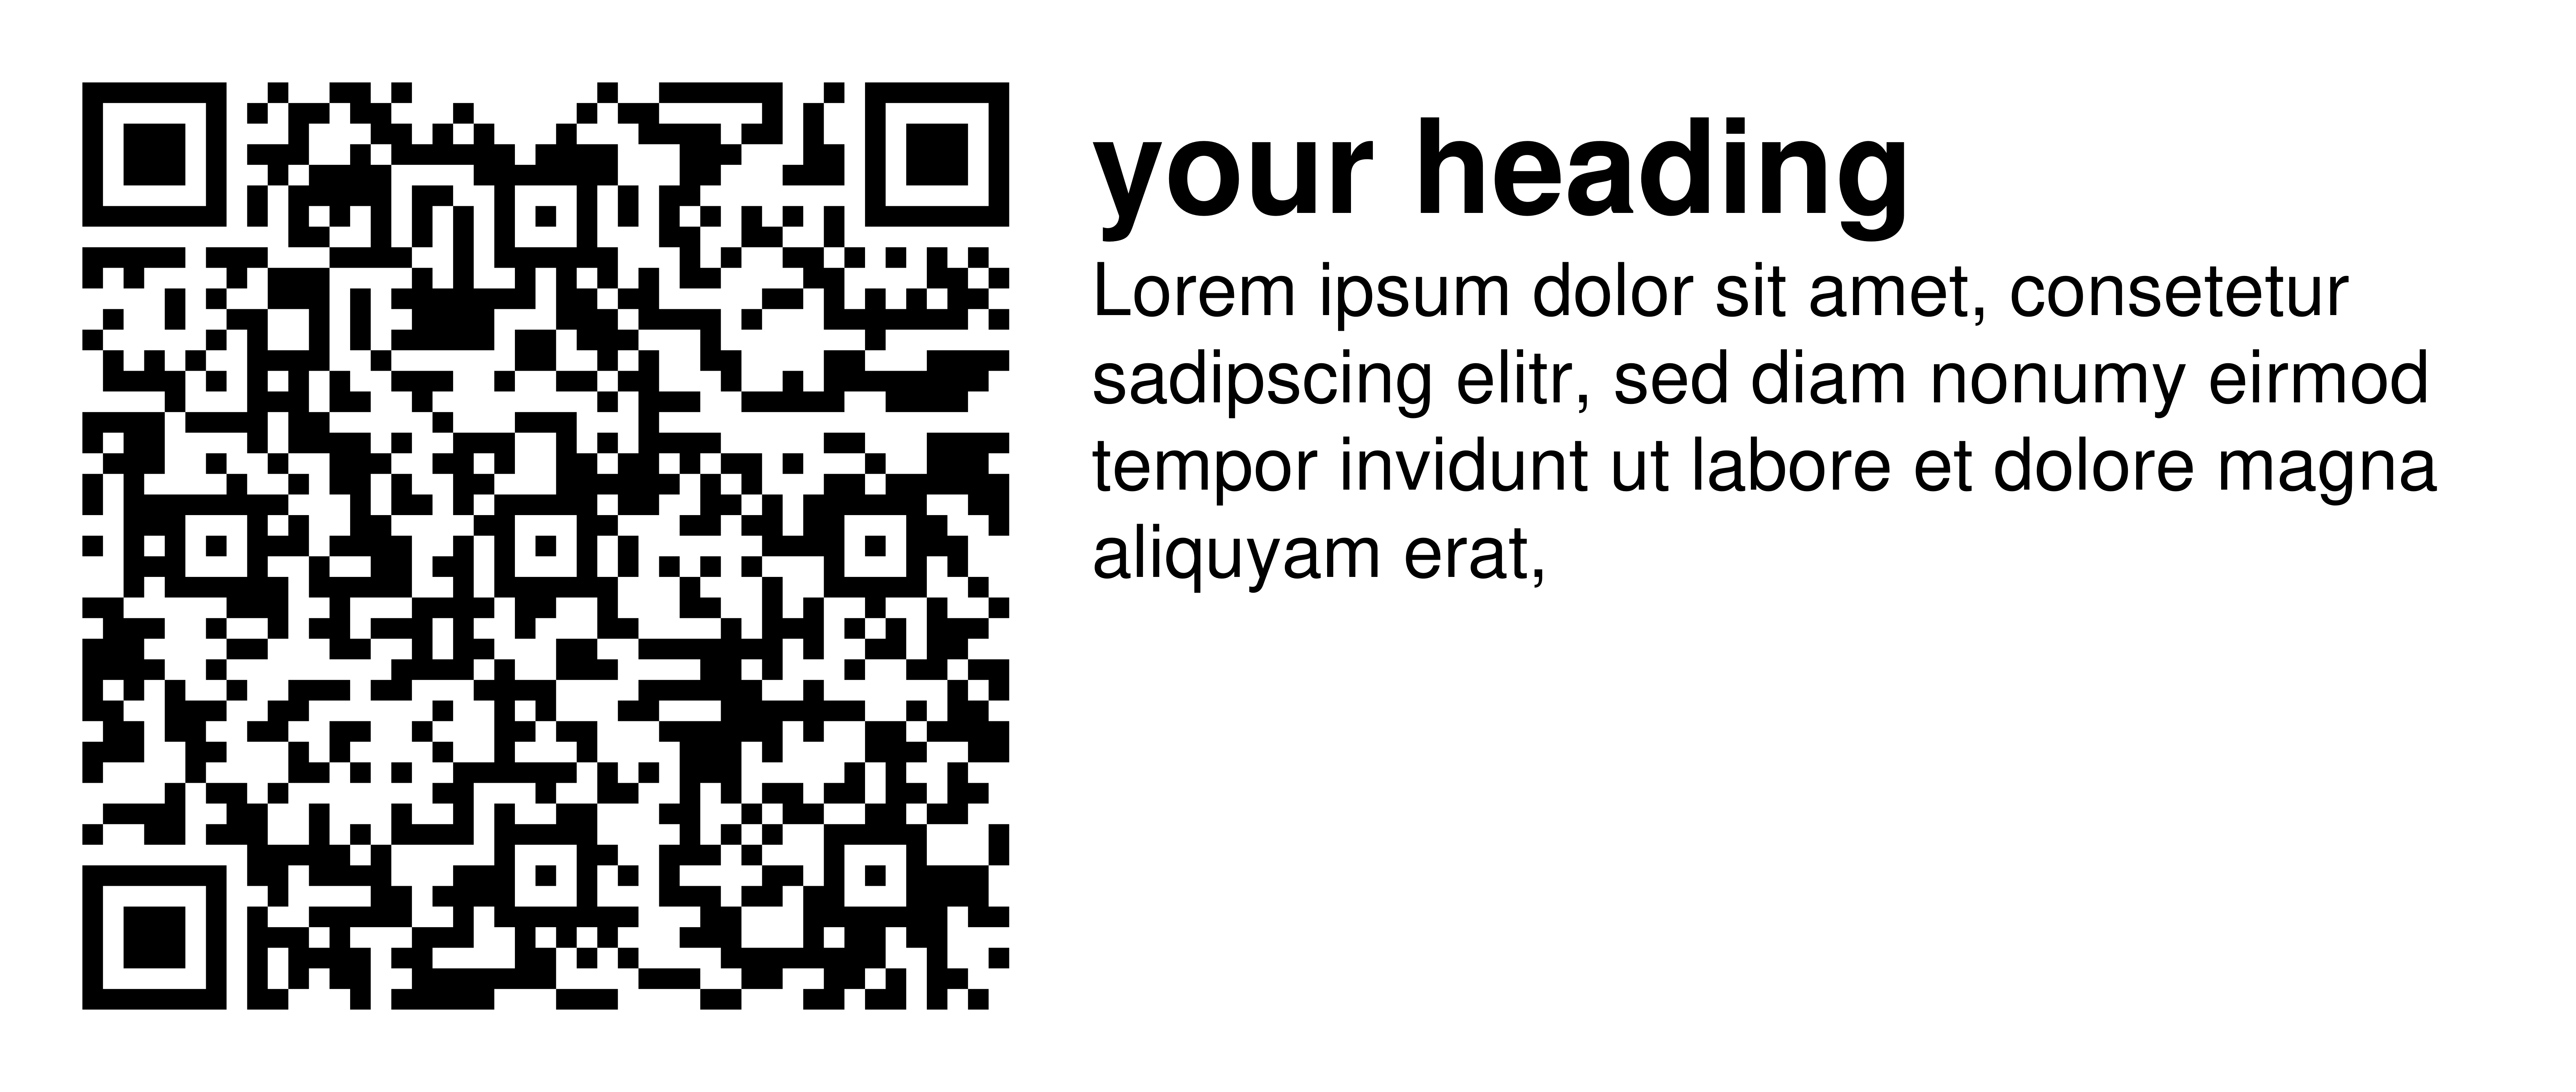 your heading
Lorem ipsum dolor sit amet, consetetur
sadipscing elitr, sed diam nonumy eirmod
tempor invidunt ut labore et dolore magna
aliquyam erat,